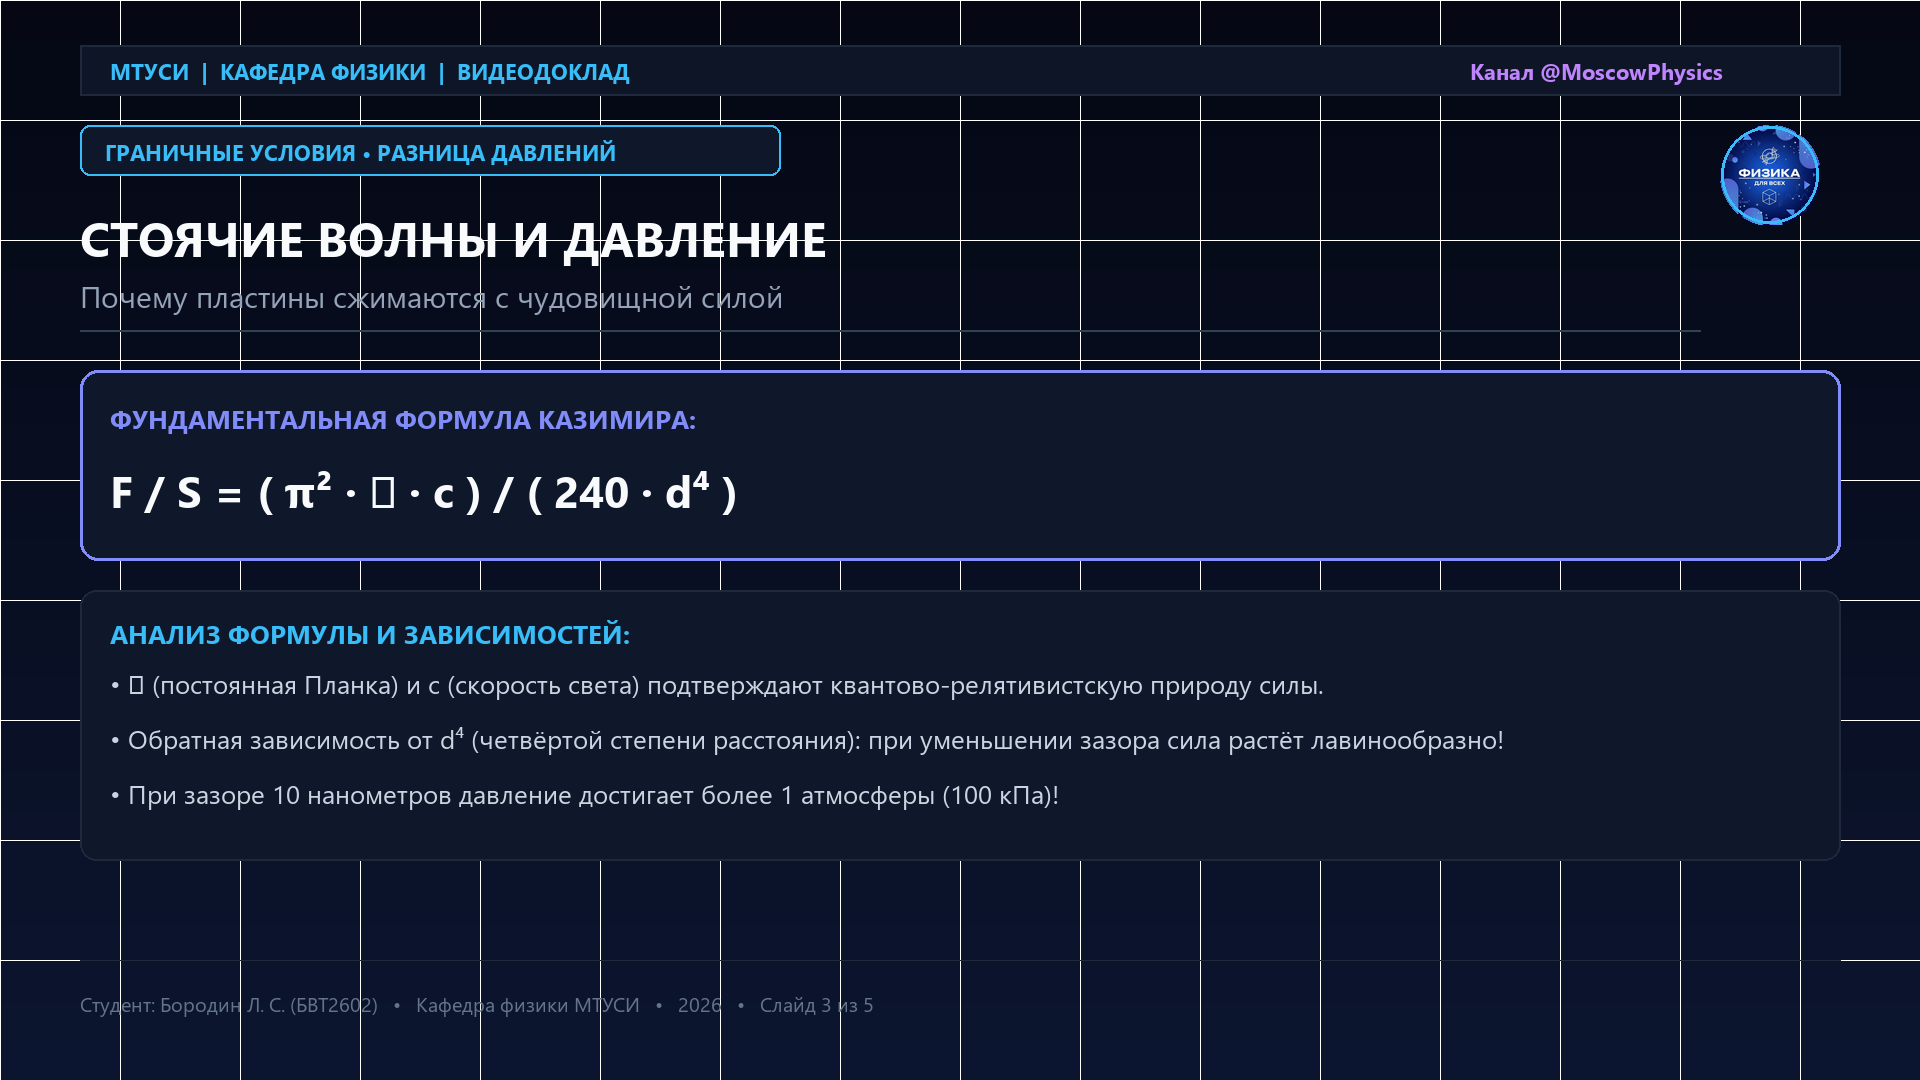 МТУСИ | КАФЕДРА ФИЗИКИ | ВИДЕОДОКЛАД
Канал @MoscowPhysics
ГРАНИЧНЫЕ УСЛОВИЯ • РАЗНИЦА ДАВЛЕНИЙ
ФИЗИКА
ДЛЯ ВСЕХ
СТОЯЧИЕ ВОЛНЫ И ДАВЛЕНИЕ
Почему пластины сжимаются с чудовищной силой
ФУНДАМЕНТАЛЬНАЯ ФОРМУЛА КАЗИМИРА:
F / S = ( π² · ▯ · c ) / ( 240 · d⁴ )
АНАЛИЗ ФОРМУЛЫ И ЗАВИСИМОСТЕЙ:
• ▯ (постоянная Планка) и c (скорость света) подтверждают квантово-релятивистскую природу силы.
• Обратная зависимость от d⁴ (четвёртой степени расстояния): при уменьшении зазора сила растёт лавинообразно!
• При зазоре 10 нанометров давление достигает более 1 атмосферы (100 кПа)!
Студент: Бородин Л. С. (БВТ2602) • Кафедра физики МТУСИ • 2026 • Слайд 3 из 5